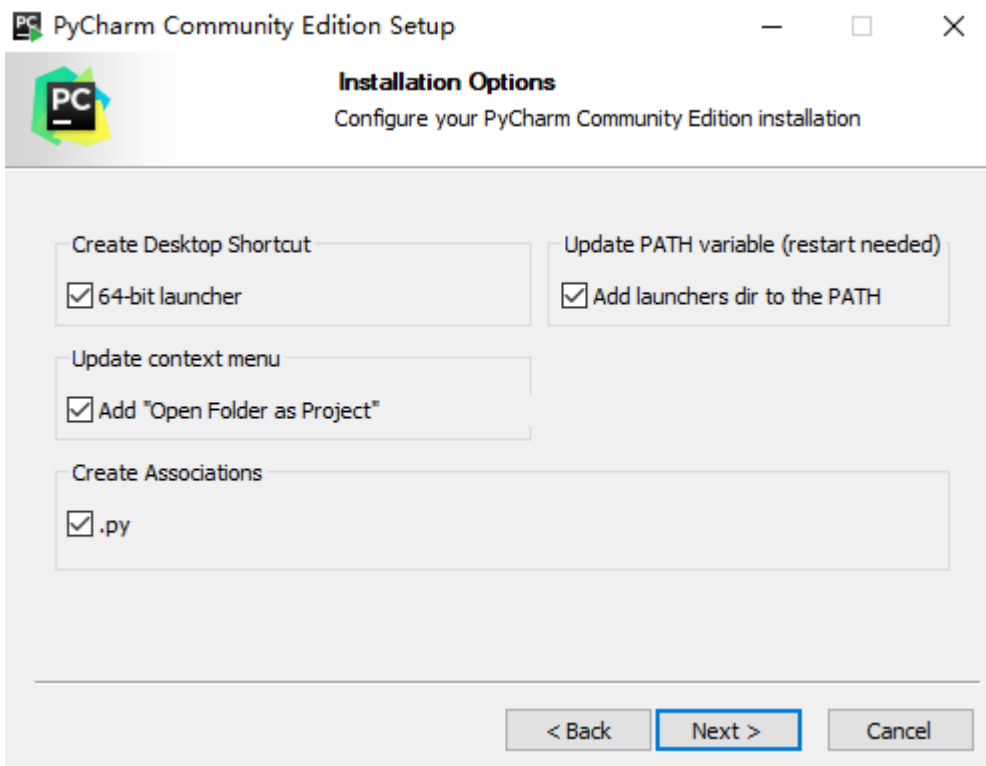 PyCharm Community Edition Setup
PC
Installation Options
Configure your PyCharm Community Edition installation
Create Desktop Shortcut
64-bit launcher
Update PATH variable (restart needed)
Add launchers dir to the PATH
Update context menu
Add "Open Folder as Project"
Create Associations
.py
< Back
Next >
Cancel